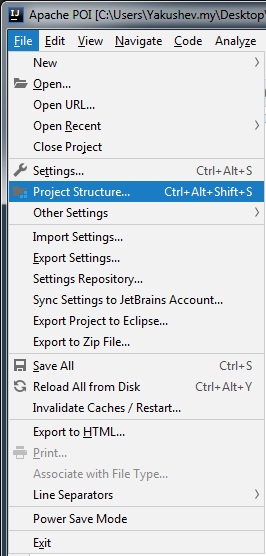 Apache POI [C:\Users\Yakushev.my\Desktop\
File Edit View Navigate Code Analyze
New
Open...
Open URL...
Open Recent
Close Project
Settings... Ctrl+Alt+S
Project Structure... Ctrl+Alt+Shift+S
Other Settings
Import Settings...
Export Settings...
Settings Repository...
Sync Settings to JetBrains Account...
Export Project to Eclipse...
Export to Zip File...
Save All Ctrl+S
Reload All from Disk Ctrl+Alt+Y
Invalidate Caches / Restart...
Export to HTML...
Print...
Associate with File Type...
Line Separators
Power Save Mode
Exit